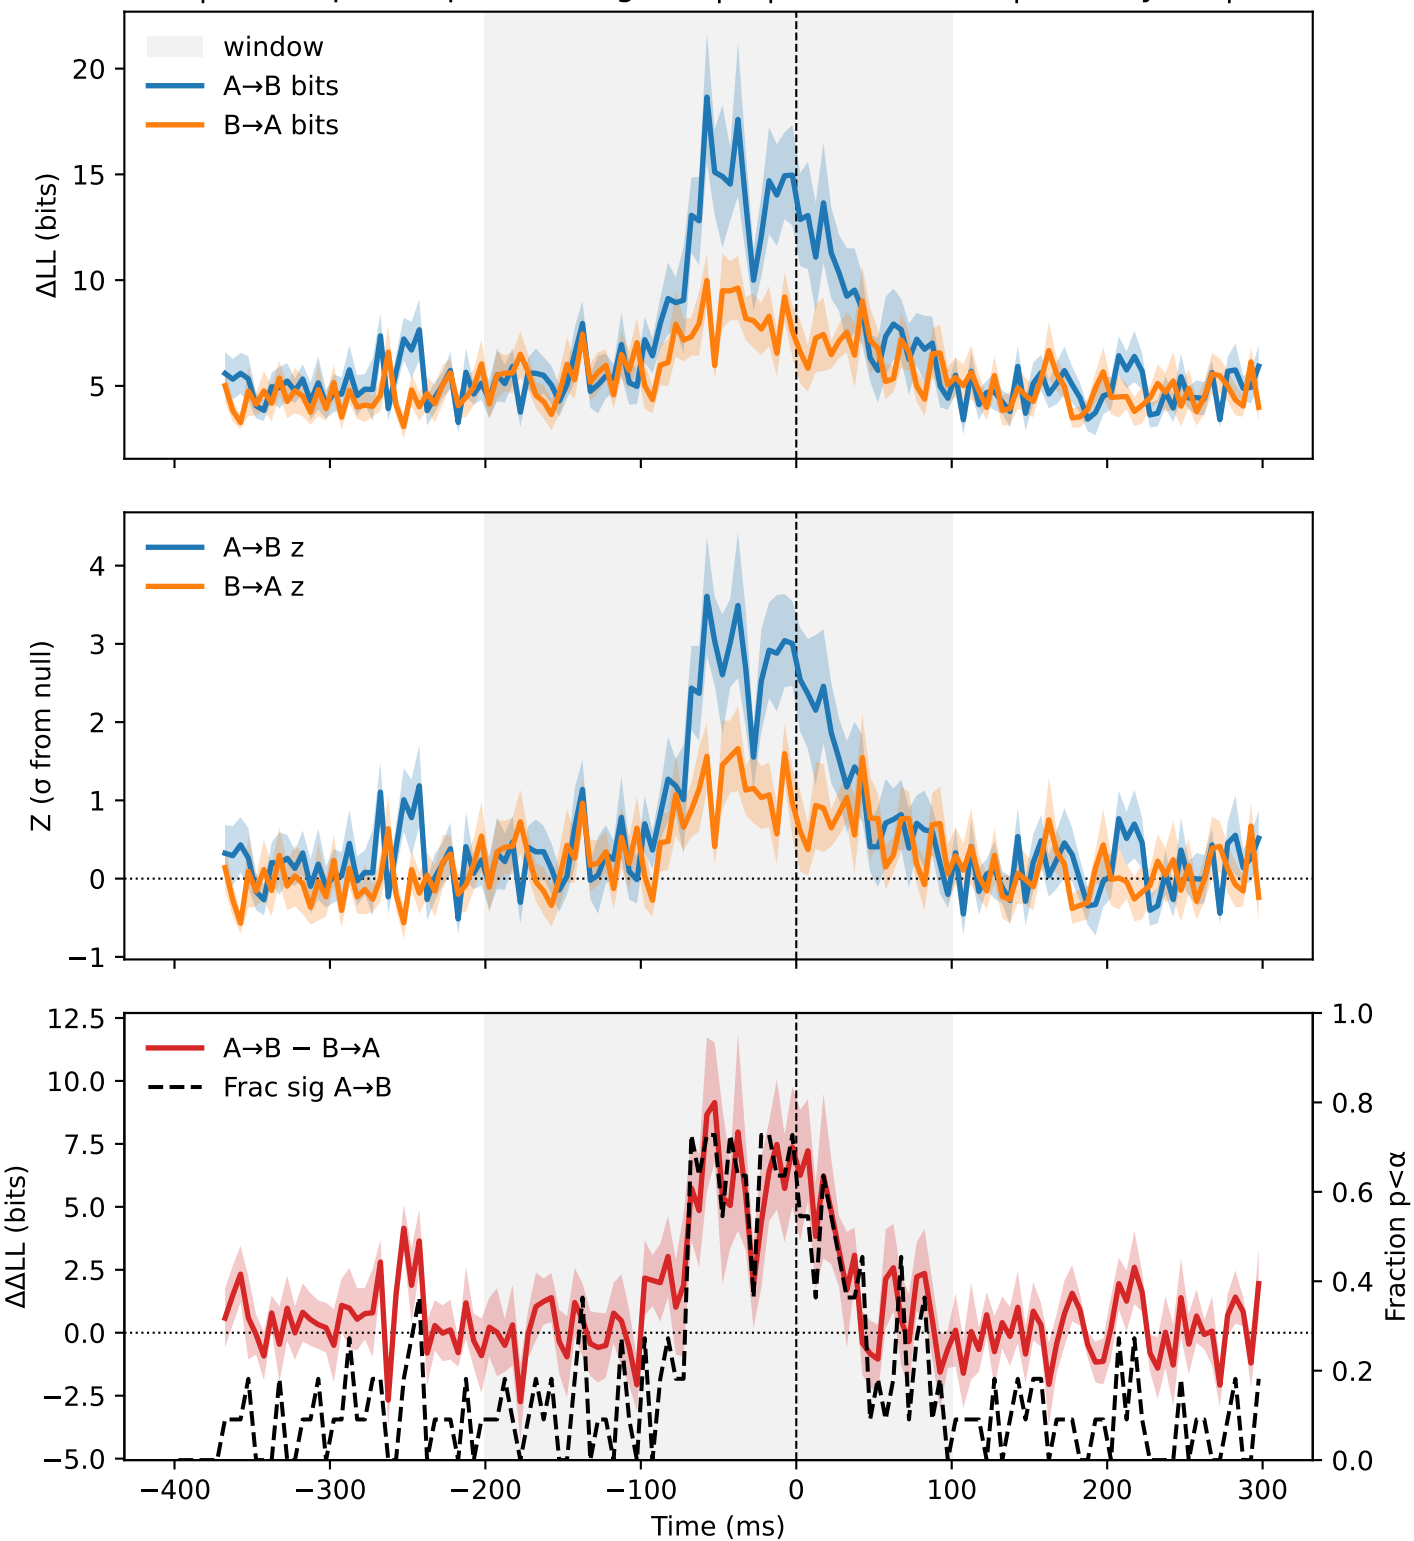 window
A→B bits
B→A bits
ΔLL (bits)
20
15
10
5
A→B z
B→A z
Z (σ from null)
4
3
2
1
0
−1
A→B − B→A
Frac sig A→B
ΔΔLL (bits)
12.5
10.0
7.5
5.0
2.5
0.0
−2.5
−5.0
1.0
0.8
0.6
0.4
0.2
0.0
Fraction p<α
−400 −300 −200 −100 0 100 200 300
Time (ms)